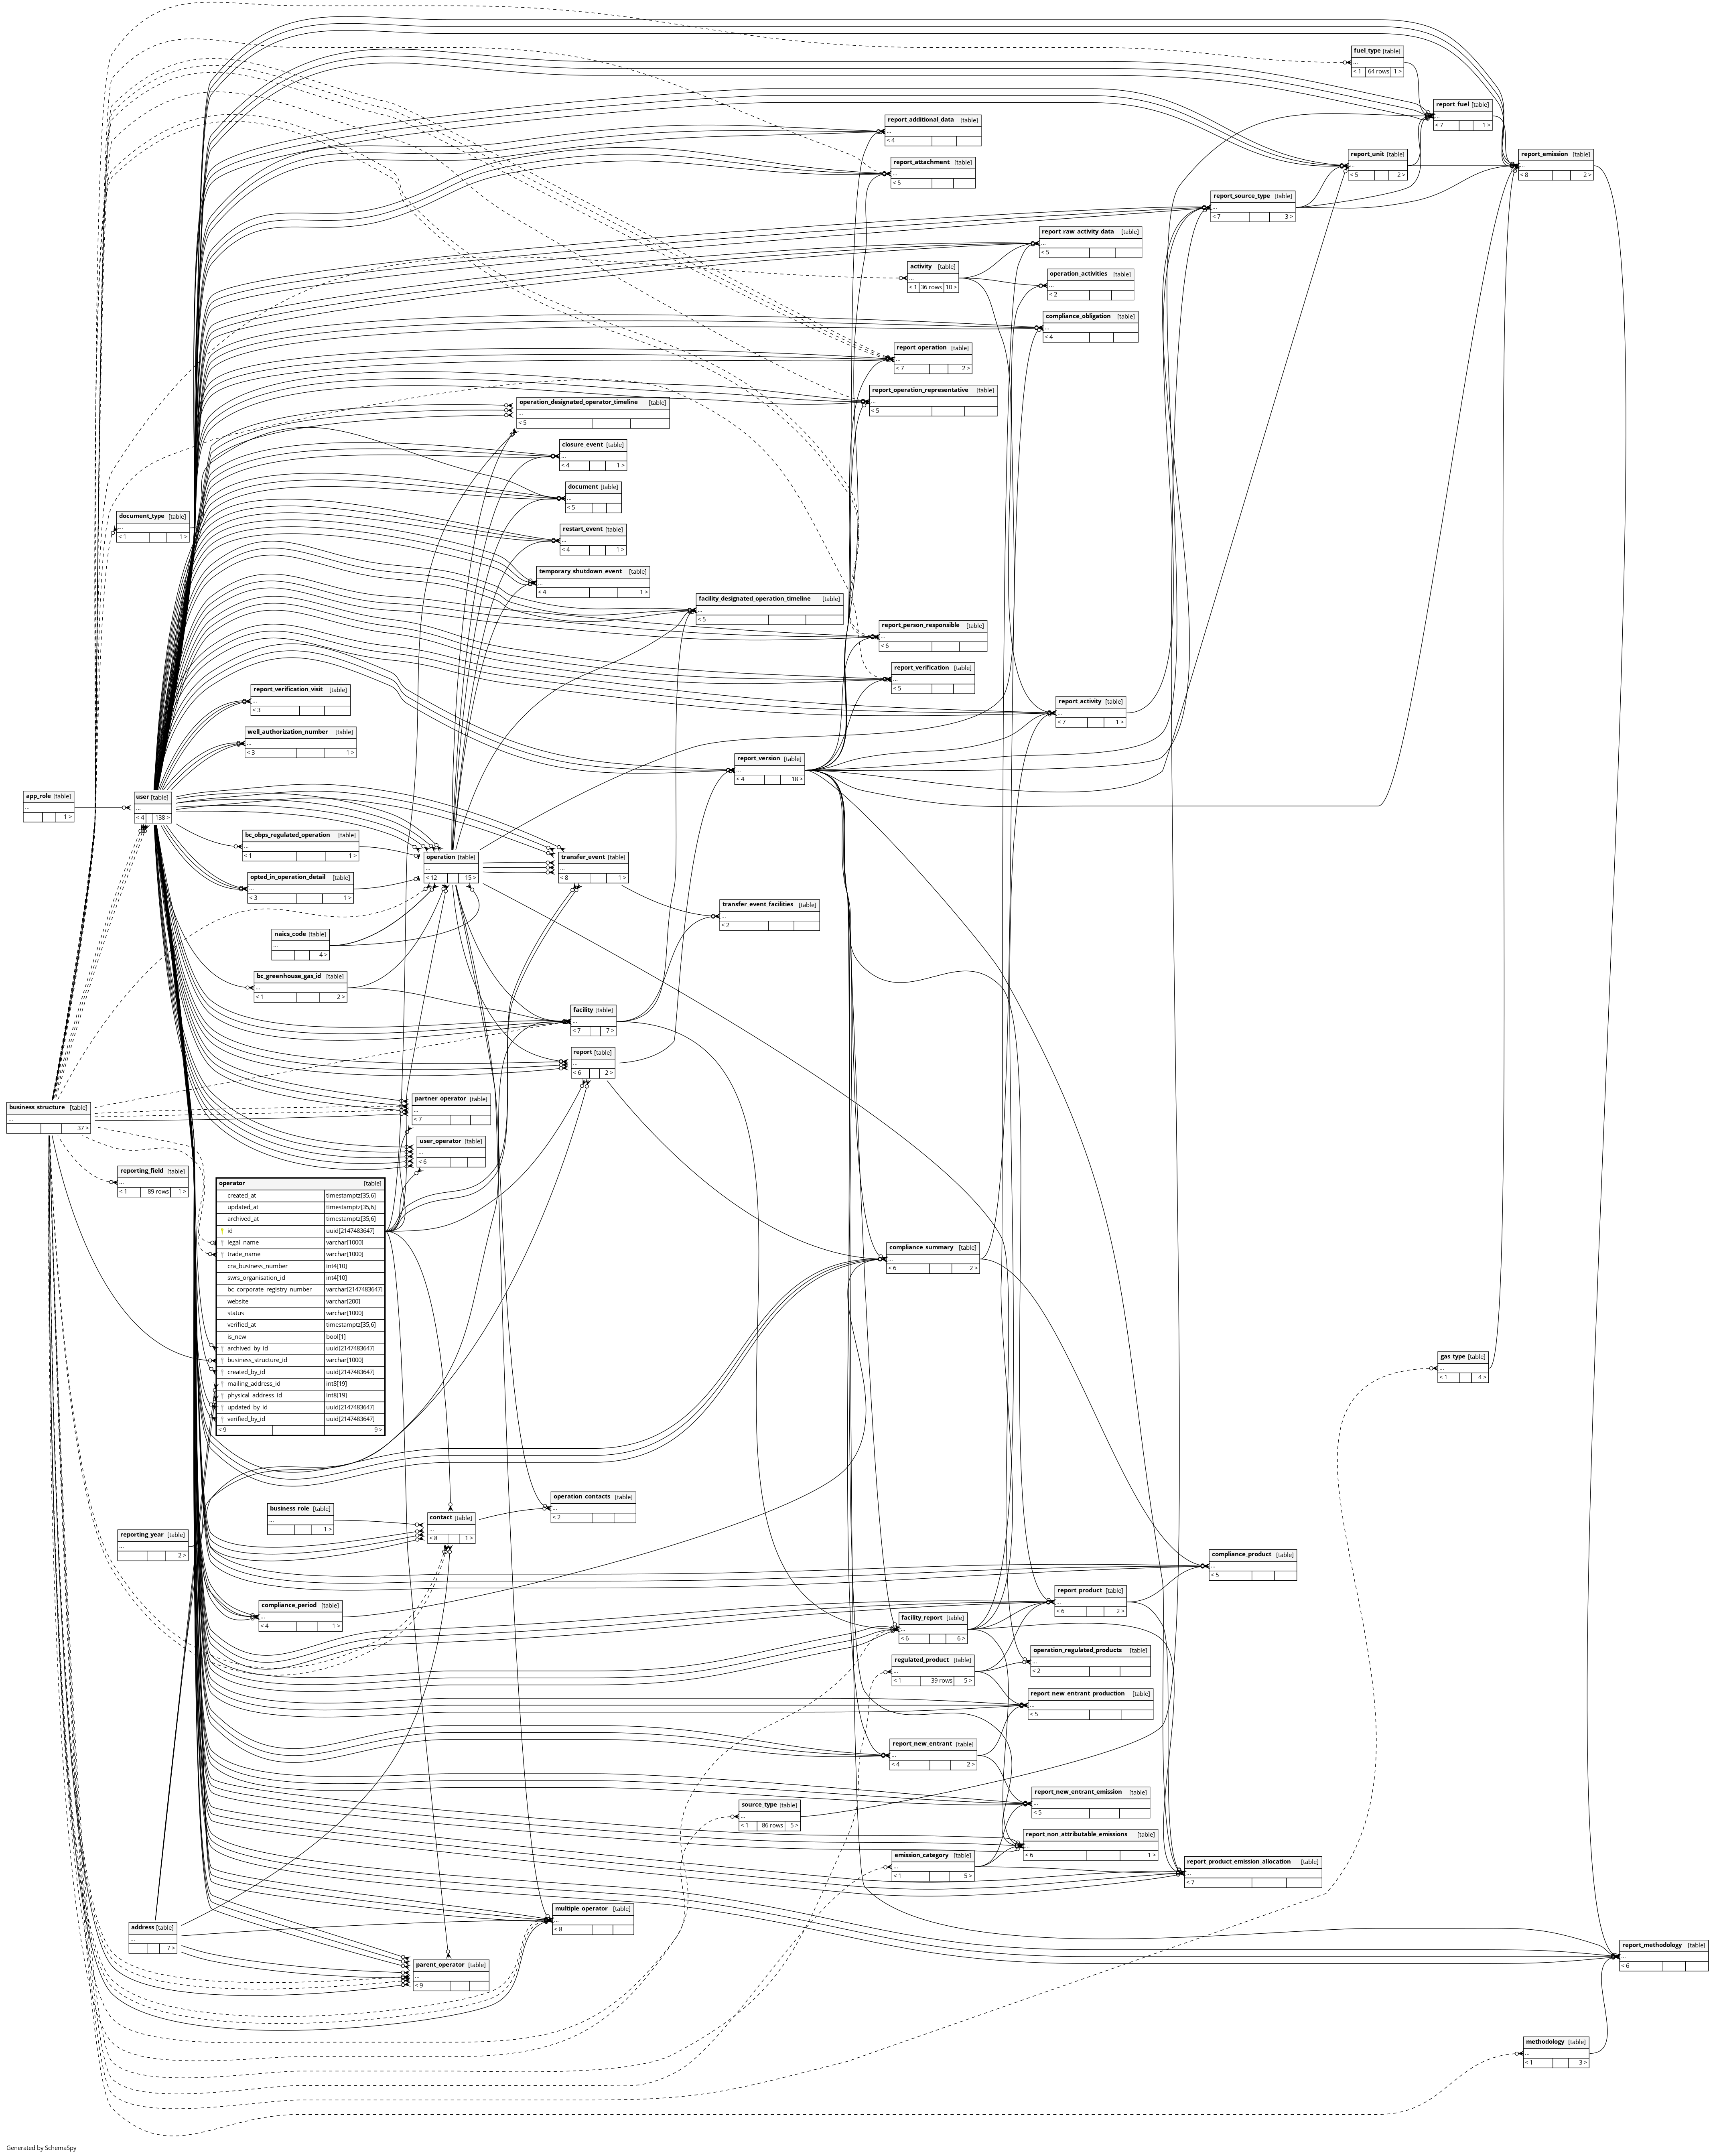 fuel_type [table]
...
< 1 64 rows 1 >
report_fuel [table]
...
< 7 1 >
report_additional_data [table]
...
< 4
report_unit [table]
...
< 5 2 >
report_emission [table]
...
< 8 2 >
report_attachment [table]
...
< 5
report_source_type [table]
...
< 7 3 >
report_raw_activity_data [table]
...
< 5
activity [table]
...
< 1 36 rows 10 >
operation_activities [table]
...
< 2
compliance_obligation [table]
...
< 4
report_operation [table]
...
< 7 2 >
report_operation_representative [table]
...
< 5
operation_designated_operator_timeline [table]
...
< 5
closure_event [table]
...
< 4 1 >
document [table]
...
< 5
document_type [table]
...
< 1 1 >
restart_event [table]
...
< 4 1 >
temporary_shutdown_event [table]
...
< 4 1 >
facility_designated_operation_timeline [table]
...
< 5
report_person_responsible [table]
...
< 6
report_verification [table]
...
< 5
report_verification_visit [table]
...
< 3
report_activity [table]
...
< 7 1 >
well_authorization_number [table]
...
< 3 1 >
report_version [table]
...
< 4 18 >
app_role [table]
...
1 >
user [table]
...
< 4 138 >
bc_obps_regulated_operation [table]
...
< 1 1 >
operation [table]
...
< 12 15 >
transfer_event [table]
...
< 8 1 >
opted_in_operation_detail [table]
...
< 3 1 >
transfer_event_facilities [table]
...
< 2
naics_code [table]
...
4 >
bc_greenhouse_gas_id [table]
...
< 1 2 >
facility [table]
...
< 7 7 >
report [table]
...
< 6 2 >
partner_operator [table]
...
< 7
business_structure [table]
...
37 >
user_operator [table]
...
< 6
reporting_field [table]
...
< 1 89 rows 1 >
operator [table]
created_at timestamptz[35,6]
updated_at timestamptz[35,6]
archived_at timestamptz[35,6]
id uuid[2147483647]
legal_name varchar[1000]
trade_name varchar[1000]
cra_business_number int4[10]
swrs_organisation_id int4[10]
bc_corporate_registry_number varchar[2147483647]
website varchar[200]
status varchar[1000]
verified_at timestamptz[35,6]
is_new bool[1]
archived_by_id uuid[2147483647]
business_structure_id varchar[1000]
created_by_id uuid[2147483647]
mailing_address_id int8[19]
physical_address_id int8[19]
updated_by_id uuid[2147483647]
verified_by_id uuid[2147483647]
< 9 9 >
compliance_summary [table]
...
< 6 2 >
gas_type [table]
...
< 1 4 >
operation_contacts [table]
...
< 2
business_role [table]
...
1 >
contact [table]
...
< 8 1 >
reporting_year [table]
...
2 >
compliance_product [table]
...
< 5
report_product [table]
...
< 6 2 >
compliance_period [table]
...
< 4 1 >
facility_report [table]
...
< 6 6 >
operation_regulated_products [table]
...
< 2
regulated_product [table]
...
< 1 39 rows 5 >
report_new_entrant_production [table]
...
< 5
report_new_entrant [table]
...
< 4 2 >
report_new_entrant_emission [table]
...
< 5
source_type [table]
...
< 1 86 rows 5 >
report_non_attributable_emissions [table]
...
< 6 1 >
emission_category [table]
...
< 1 5 >
report_product_emission_allocation [table]
...
< 7
multiple_operator [table]
...
< 8
address [table]
...
7 >
report_methodology [table]
...
< 6
parent_operator [table]
...
< 9
methodology [table]
...
< 1 3 >
Generated by SchemaSpy